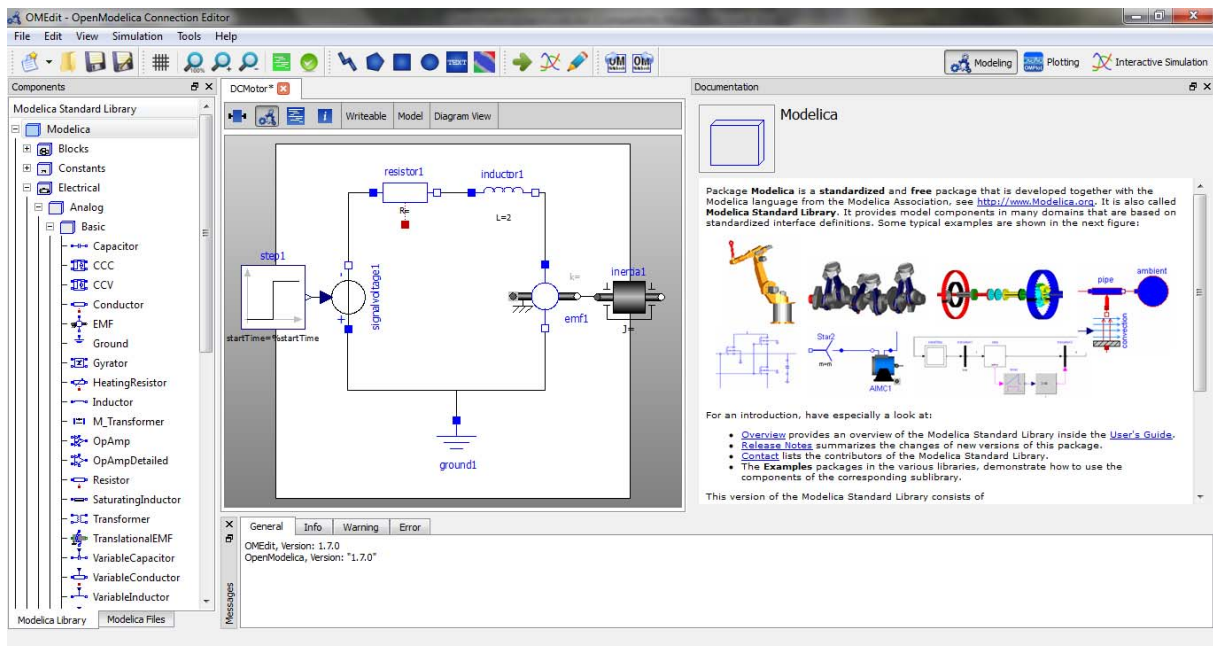 OMEdit - OpenModelica Connection Editor
File Edit View Simulation Tools Help
100%
TEXT
OM
OM
Modeling
Plotting
Interactive Simulation
Components
Modelica Standard Library
Modelica
Blocks
Constants
Electrical
Analog
Basic
Capacitor
CCC
CCV
Conductor
EMF
Ground
Gyrator
HeatingResistor
Inductor
M_Transformer
OpAmp
OpAmpDetailed
Resistor
SaturatingInductor
Transformer
TranslationalEMF
VariableCapacitor
VariableConductor
VariableInductor
Modelica Library
Modelica Files
DCMotor*
Writeable
Model
Diagram View
resistor1
R=
inductor1
L=2
step1
startTime=%startTime
signalvoltage1
k=
emf1
inertia1
J=
ground1
Documentation
Modelica
Package Modelica is a standardized and free package that is developed together with the
Modelica language from the Modelica Association, see http://www.Modelica.org. It is also called
Modelica Standard Library. It provides model components in many domains that are based on
standardized interface definitions. Some typical examples are shown in the next figure:
pipe
ambient
convection
Star2
m=m
AIMC1
For an introduction, have especially a look at:
Overview provides an overview of the Modelica Standard Library inside the User's Guide.
Release Notes summarizes the changes of new versions of this package.
Contact lists the contributors of the Modelica Standard Library.
The Examples packages in the various libraries, demonstrate how to use the
components of the corresponding sublibrary.
This version of the Modelica Standard Library consists of
Messages
General
Info
Warning
Error
OMEdit, Version: 1.7.0
OpenModelica, Version: "1.7.0"